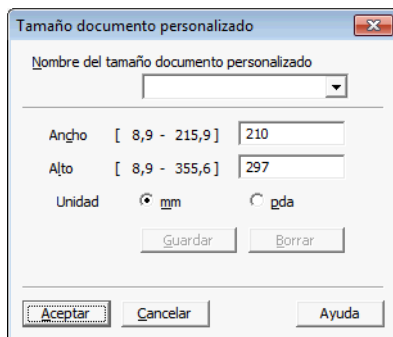 Tamaño documento personalizado
Nombre del tamaño documento personalizado
Ancho [ 8,9 - 215,9 ] 210
Alto [ 8,9 - 355,6 ] 297
Unidad mm pda
Guardar Borrar
Aceptar Cancelar Ayuda